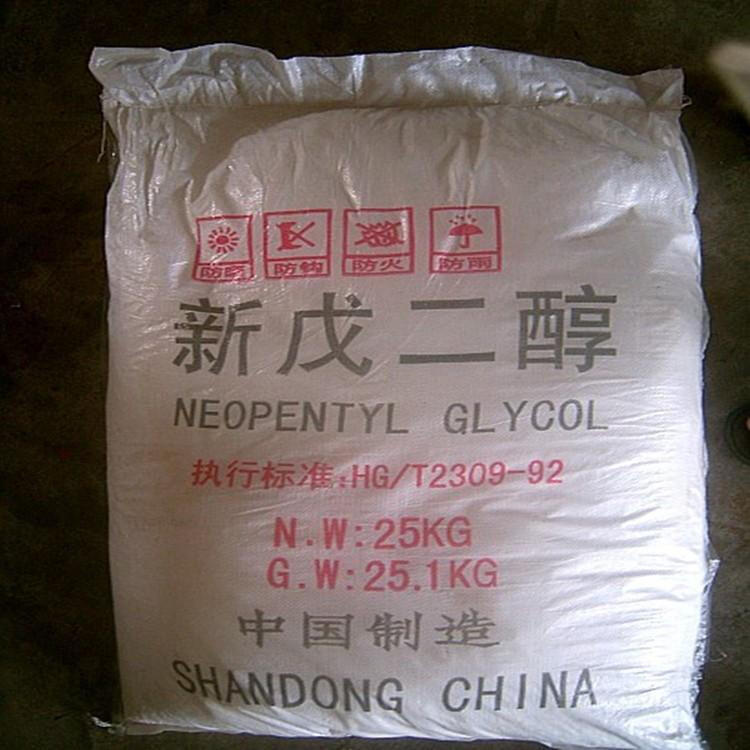 防晒 防钩 防火 防雨
新戊二醇
NEOPENTYL GLYCOL
执行标准:HG/T2309-92
N.W:25KG
G.W:25.1KG
中国制造
SHANDONG CHINA